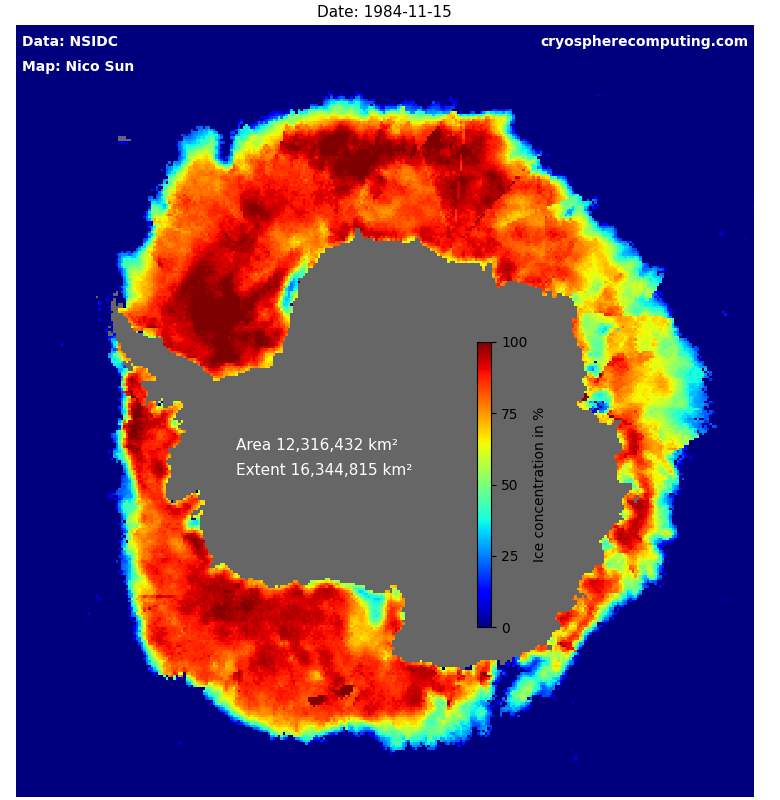 Date: 1984-11-15
Data: NSIDC
cryospherecomputing.com
Map: Nico Sun
100
75
50
25
0
Ice concentration in %
Area 12,316,432 km²
Extent 16,344,815 km²